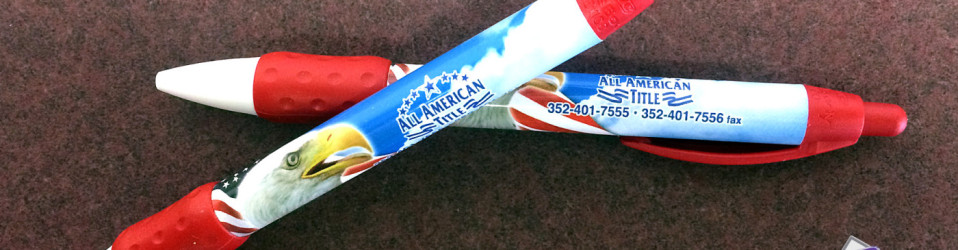 ALL AMERICAN
TITLE
ALL AMERICAN
TITLE
352-401-7555 • 352-401-7556 fax